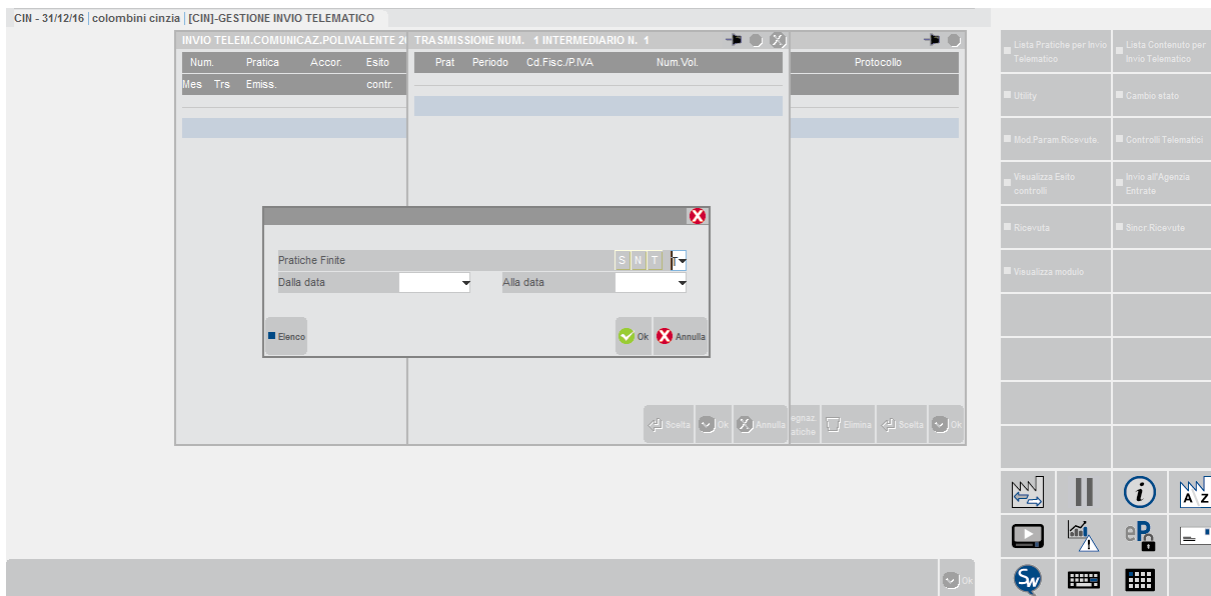 CIN - 31/12/16 | colombini cinzia | [CIN]-GESTIONE INVIO TELEMATICO
INVIO TELEM.COMUNICAZ.POLIVALENTE
TRASMISSIONE NUM. 1 INTERMEDIARIO N. 1
Num. Pratica Accor. Esito
Mes Trs Emiss. contr.
Prat Periodo Cd.Fisc./P.IVA Num.Vol.
Protocollo
Pratiche Finite S N T T
Dalla data Alla data
Elenco Ok Annulla
Scelta Ok Annulla
egnaz.
atiche
Elimina Scelta Ok
Lista Pratiche per Invio Telematico
Lista Contenuto per Invio Telematico
Utility
Cambio stato
Mod.Param.Ricevute
Controlli Telematici
Visualizza Esito controlli
Invio all'Agenzia Entrate
Ricevuta
Sincr.Ricevute
Visualizza modulo
i
A Z
eP
Sw
Ok